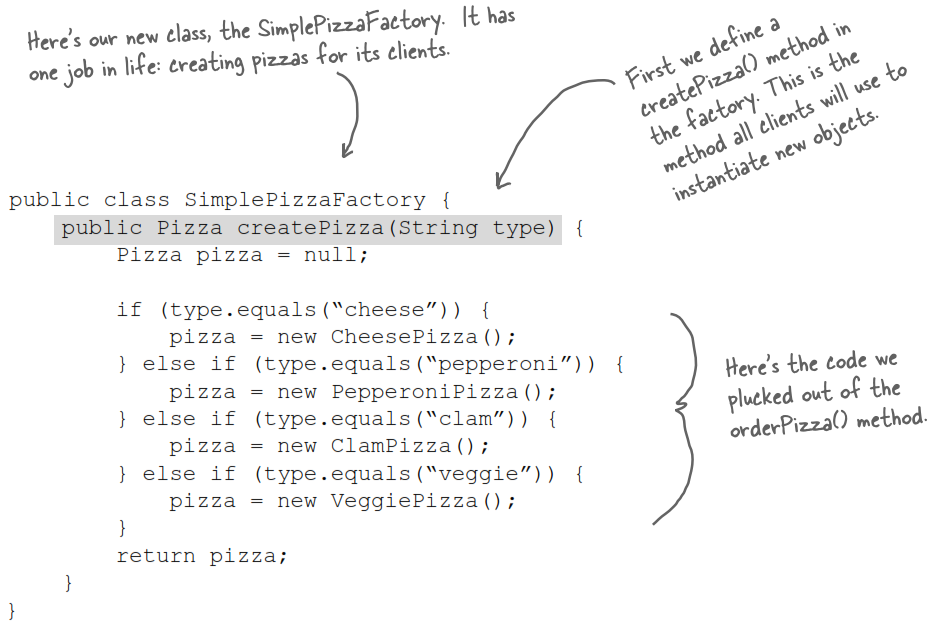 Here's our new class, the SimplePizzaFactory. It has
one job in life: creating pizzas for its clients.
First we define a
createPizza() method in
the factory. This is the
method all clients will use to
instantiate new objects.
public class SimplePizzaFactory {
public Pizza createPizza(String type) {
Pizza pizza = null;
if (type.equals(“cheese”)) {
pizza = new CheesePizza();
} else if (type.equals(“pepperoni”)) {
pizza = new PepperoniPizza();
} else if (type.equals(“clam”)) {
pizza = new ClamPizza();
} else if (type.equals(“veggie”)) {
pizza = new VeggiePizza();
}
return pizza;
}
}
Here's the code we
plucked out of the
orderPizza() method.